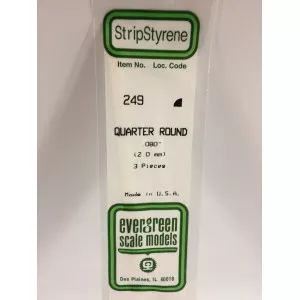 StripStyrene
Item No. Loc. Code
249
QUARTER ROUND
.080"
(2.0 mm)
3 Pieces
Made in U.S.A.
evergreen
scale models
Des Plaines, IL 60018